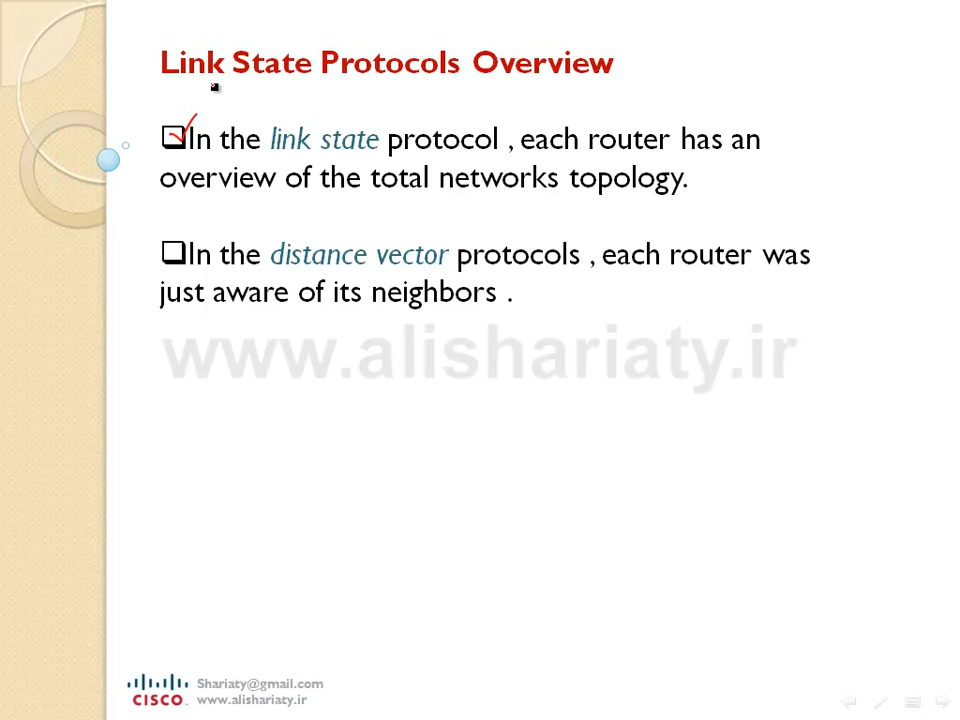 Link State Protocols Overview
In the link state protocol , each router has an
overview of the total networks topology.
In the distance vector protocols , each router was
just aware of its neighbors .
www.alishariaty.ir
CISCO
Shariaty@gmail.com
www.alishariaty.ir